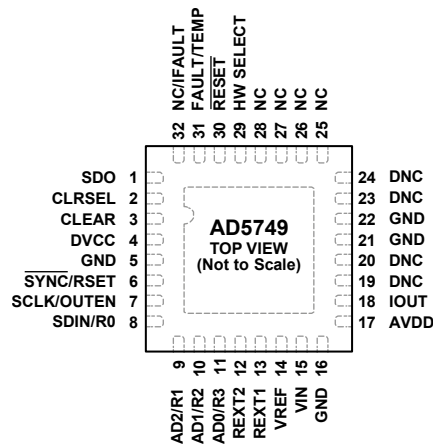 32 NC/IFAULT
31 FAULT/TEMP
30 RESET
29 HW SELECT
28 NC
27 NC
26 NC
25 NC
SDO 1
CLRSEL 2
CLEAR 3
DVCC 4
GND 5
SYNC/RSET 6
SCLK/OUTEN 7
SDIN/R0 8
AD5749
TOP VIEW
(Not to Scale)
24 DNC
23 DNC
22 GND
21 GND
20 DNC
19 DNC
18 IOUT
17 AVDD
AD2/R1 9
AD1/R2 10
AD0/R3 11
REXT2 12
REXT1 13
VREF 14
VIN 15
GND 16